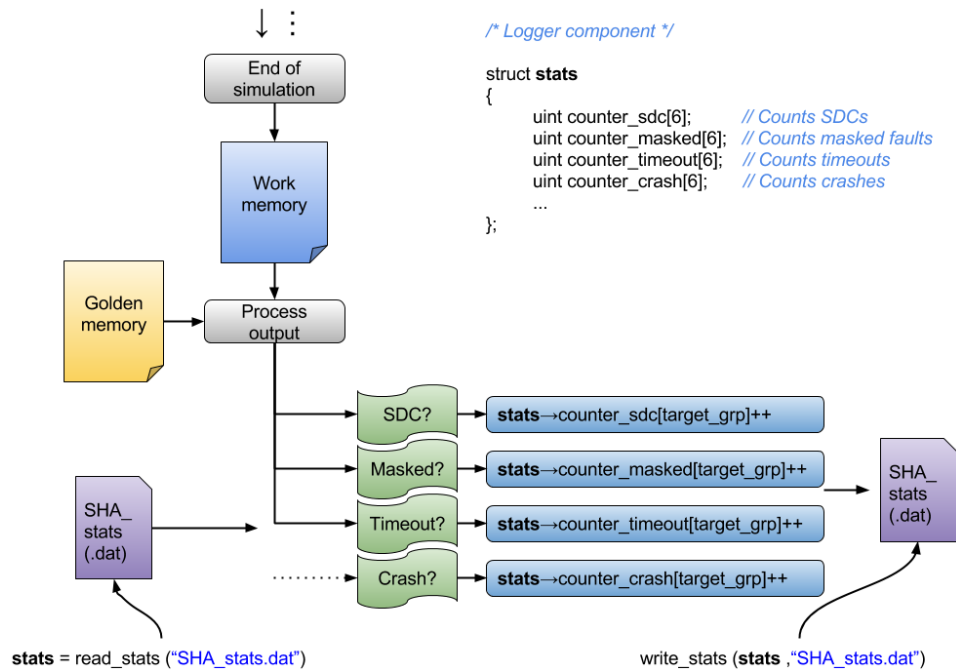 ↓ ⋮
End of
simulation
Work
memory
Golden
memory
Process
output
/* Logger component */
struct stats
{
uint counter_sdc[6]; // Counts SDCs
uint counter_masked[6]; // Counts masked faults
uint counter_timeout[6]; // Counts timeouts
uint counter_crash[6]; // Counts crashes
...
};
SDC? stats→counter_sdc[target_grp]++
Masked? stats→counter_masked[target_grp]++
Timeout? stats→counter_timeout[target_grp]++
Crash? stats→counter_crash[target_grp]++
SHA_
stats
(.dat)
SHA_
stats
(.dat)
stats = read_stats (“SHA_stats.dat”)
write_stats (stats ,“SHA_stats.dat”)